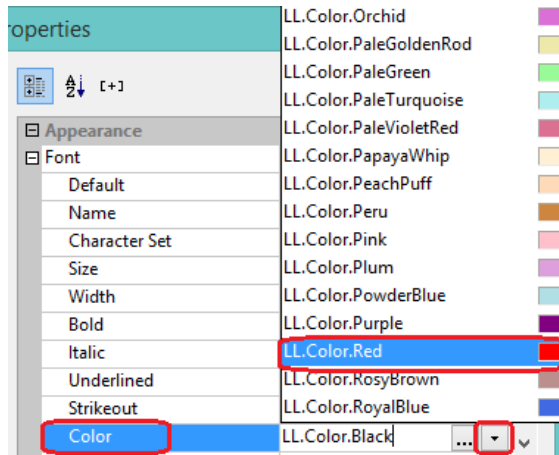 operties
LL.Color.Orchid
LL.Color.PaleGoldenRod
LL.Color.PaleGreen
LL.Color.PaleTurquoise
LL.Color.PaleVioletRed
LL.Color.PapayaWhip
LL.Color.PeachPuff
LL.Color.Peru
LL.Color.Pink
LL.Color.Plum
LL.Color.PowderBlue
LL.Color.Purple
LL.Color.Red
LL.Color.RosyBrown
LL.Color.RoyalBlue
A
Z
[+]
Appearance
Font
Default
Name
Character Set
Size
Width
Bold
Italic
Underlined
Strikeout
Color LL.Color.Black ...